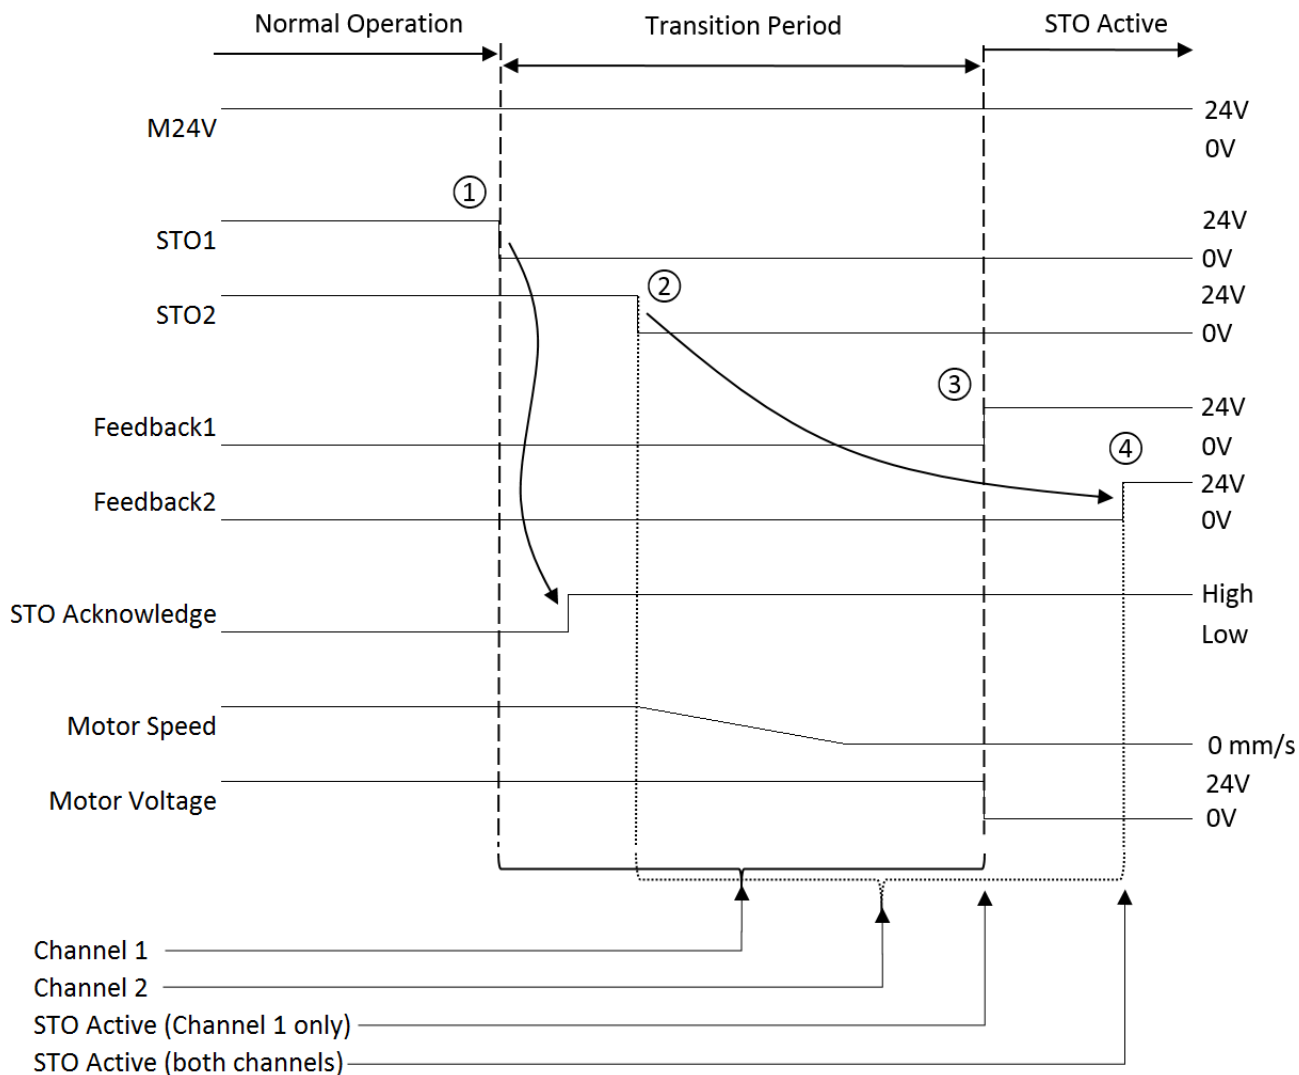 Normal Operation
Transition Period
STO Active
M24V
24V
0V
①
STO1
24V
0V
②
STO2
24V
0V
③
Feedback1
24V
0V
④
Feedback2
24V
0V
STO Acknowledge
High
Low
Motor Speed
0 mm/s
Motor Voltage
24V
0V
Channel 1
Channel 2
STO Active (Channel 1 only)
STO Active (both channels)